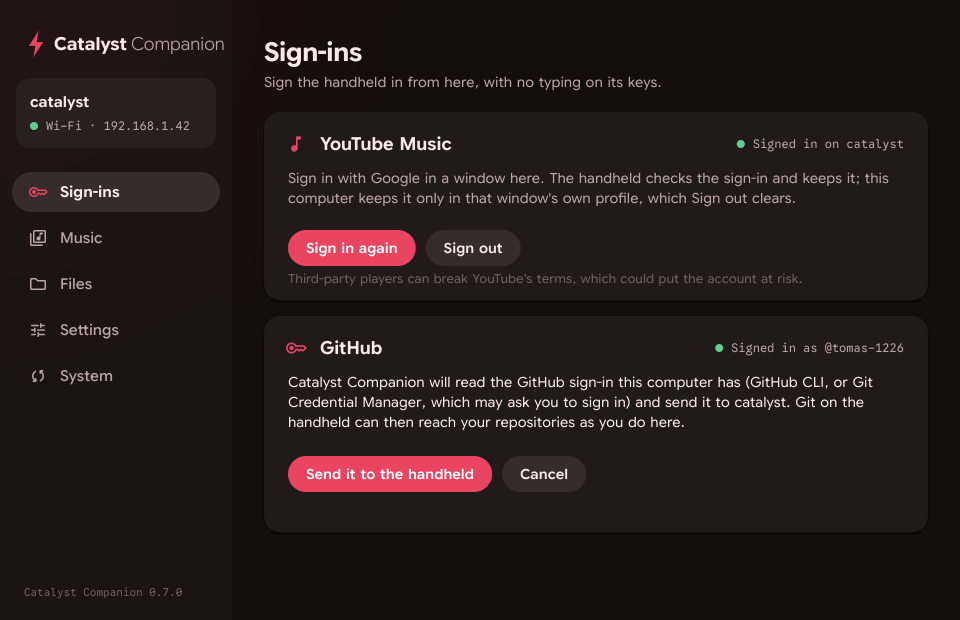 Catalyst Companion
catalyst
Wi-Fi · 192.168.1.42
Sign-ins
Music
Files
Settings
System
Catalyst Companion 0.7.0
Sign-ins
Sign the handheld in from here, with no typing on its keys.
YouTube Music
Signed in on catalyst
Sign in with Google in a window here. The handheld checks the sign-in and keeps it; this
computer keeps it only in that window's own profile, which Sign out clears.
Sign in again
Sign out
Third-party players can break YouTube's terms, which could put the account at risk.
GitHub
Signed in as @tomas-1226
Catalyst Companion will read the GitHub sign-in this computer has (GitHub CLI, or Git
Credential Manager, which may ask you to sign in) and send it to catalyst. Git on the
handheld can then reach your repositories as you do here.
Send it to the handheld
Cancel